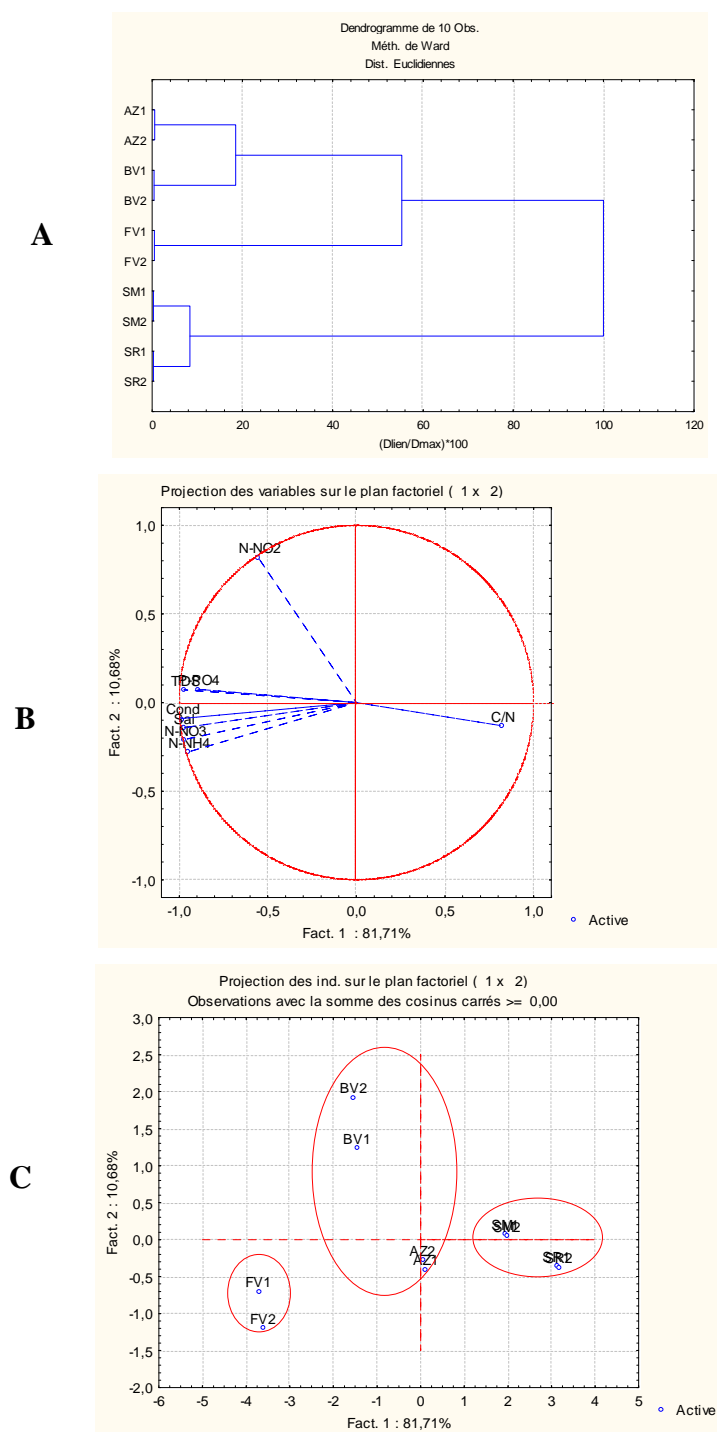 Dendrogramme de 10 Obs.
Méth. de Ward
Dist. Euclidiennes
AZ1
AZ2
BV1
BV2
FV1
FV2
SM1
SM2
SR1
SR2
0 20 40 60 80 100 120
(Dlien/Dmax)*100
A
Projection des variables sur le plan factoriel ( 1 x 2)
1,0
0,5
0,0
-0,5
-1,0
Fact. 2 : 10,68%
N-NO2
TDS P-PO4
Cond
Sal
N-NO3
N-NH4
C/N
-1,0 -0,5 0,0 0,5 1,0
Fact. 1 : 81,71%
Active
B
Projection des ind. sur le plan factoriel ( 1 x 2)
Observations avec la somme des cosinus carrés >= 0,00
3,0
2,5
2,0
1,5
1,0
0,5
0,0
-0,5
-1,0
-1,5
-2,0
Fact. 2 : 10,68%
BV2
BV1
SM1
SM2
AZ2
AZ1
SR1
SR2
FV1
FV2
-6 -5 -4 -3 -2 -1 0 1 2 3 4 5
Fact. 1 : 81,71%
Active
C